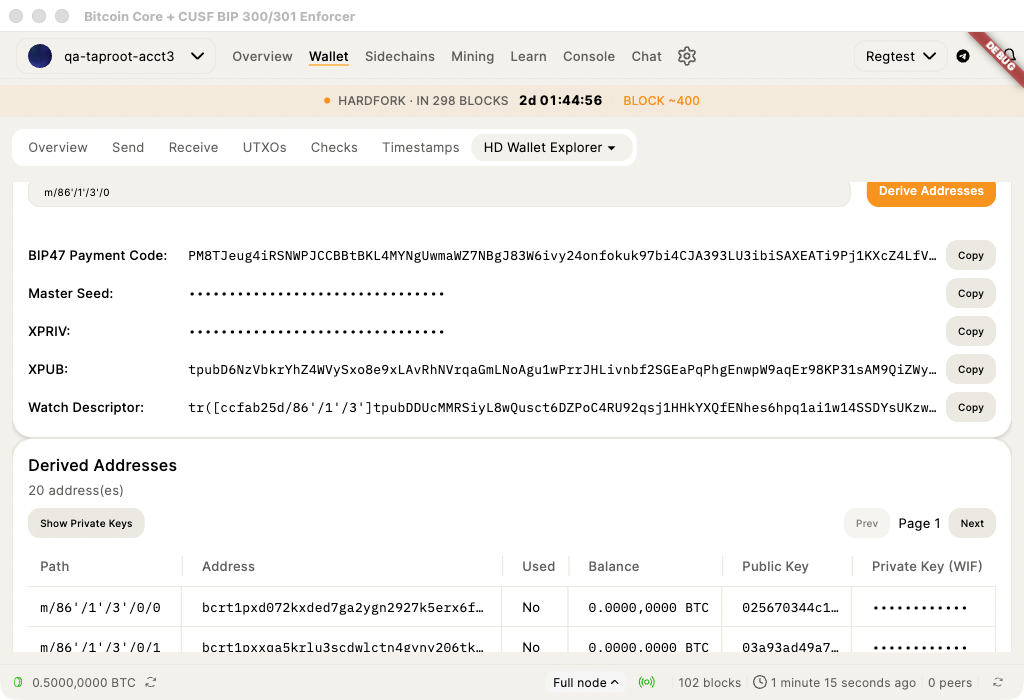 Bitcoin Core + CUSF BIP 300/301 Enforcer
qa-taproot-acct3 Overview Wallet Sidechains Mining Learn Console Chat Regtest
DEBUG
HARDFORK · IN 298 BLOCKS 2d 01:44:56 BLOCK ~400
Overview Send Receive UTXOs Checks Timestamps HD Wallet Explorer
m/86'/1'/3'/0 Derive Addresses
BIP47 Payment Code: PM8TJeug4iRSNWPJCCBBtBKL4MYNgUwmaWZ7NBgJ83W6ivy24onfokuk97bi4CJA393LU3ibiSAXEATi9Pj1KXcZ4LfV… Copy
Master Seed: •••••••••••••••••••••••••••••••• Copy
XPRIV: •••••••••••••••••••••••••••••••• Copy
XPUB: tpubD6NzVbkrYhZ4WVySxo8e9xLAvRhNVrqaGmLNoAgu1wPrrJHLivnbf2SGEaPqPhgEnwpW9aqEr98KP31sAM9QiZWy… Copy
Watch Descriptor: tr([ccfab25d/86'/1'/3']tpubDDUcMMRSiyL8wQusct6DZPoC4RU92qsj1HHkYXQfENhes6hpq1ai1w14SSDYsUKzw… Copy
Derived Addresses
20 address(es)
Show Private Keys Prev Page 1 Next
Path Address Used Balance Public Key Private Key (WIF)
m/86'/1'/3'/0/0 bcrt1pxd072kxded7ga2ygn2927k5erx6f… No 0.0000,0000 BTC 025670344c1… ••••••••••••
m/86'/1'/3'/0/1 bcrt1pxxqa5krlu3scdwlctn4gvnv206tk… No 0.0000,0000 BTC 03a93ad49a7… ••••••••••••
0.5000,0000 BTC Full node 102 blocks 1 minute 15 seconds ago 0 peers